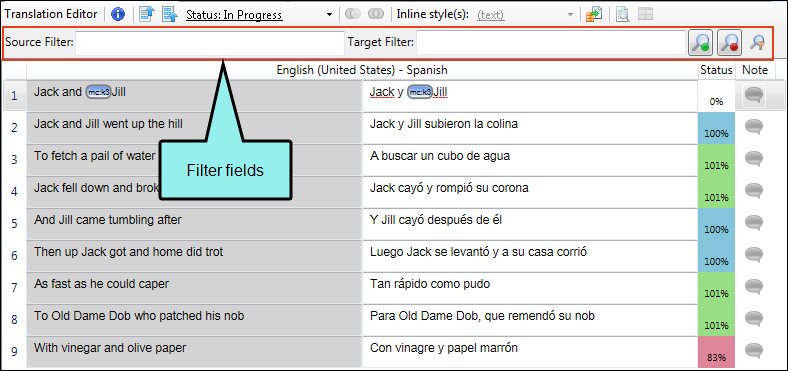 Translation Editor Status: In Progress Inline style(s): (text)
Source Filter: Target Filter:
English (United States) - Spanish Status Note
1 Jack and mc:k3 Jill Jack y mc:k3 Jill 0%
2 Jack and Jill went up the hill Jack y Jill subieron la colina 100%
3 To fetch a pail of water A buscar un cubo de agua 101%
Filter fields
4 Jack fell down and brok Jack cayó y rompió su corona 101%
5 And Jill came tumbling after Y Jill cayó después de él 100%
6 Then up Jack got and home did trot Luego Jack se levantó y a su casa corrió 100%
7 As fast as he could caper Tan rápido como pudo 101%
8 To Old Dame Dob who patched his nob Para Old Dame Dob, que remendó su nob 101%
9 With vinegar and olive paper Con vinagre y papel marrón 83%